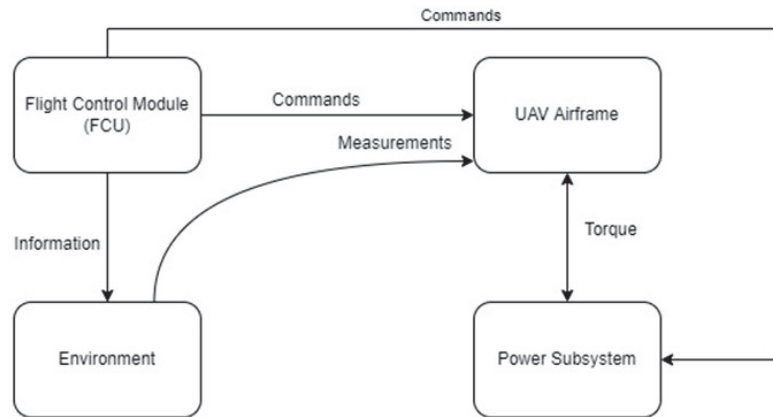 Commands
Flight Control Module
(FCU)
Commands
UAV Airframe
Measurements
Information
Torque
Environment
Power Subsystem